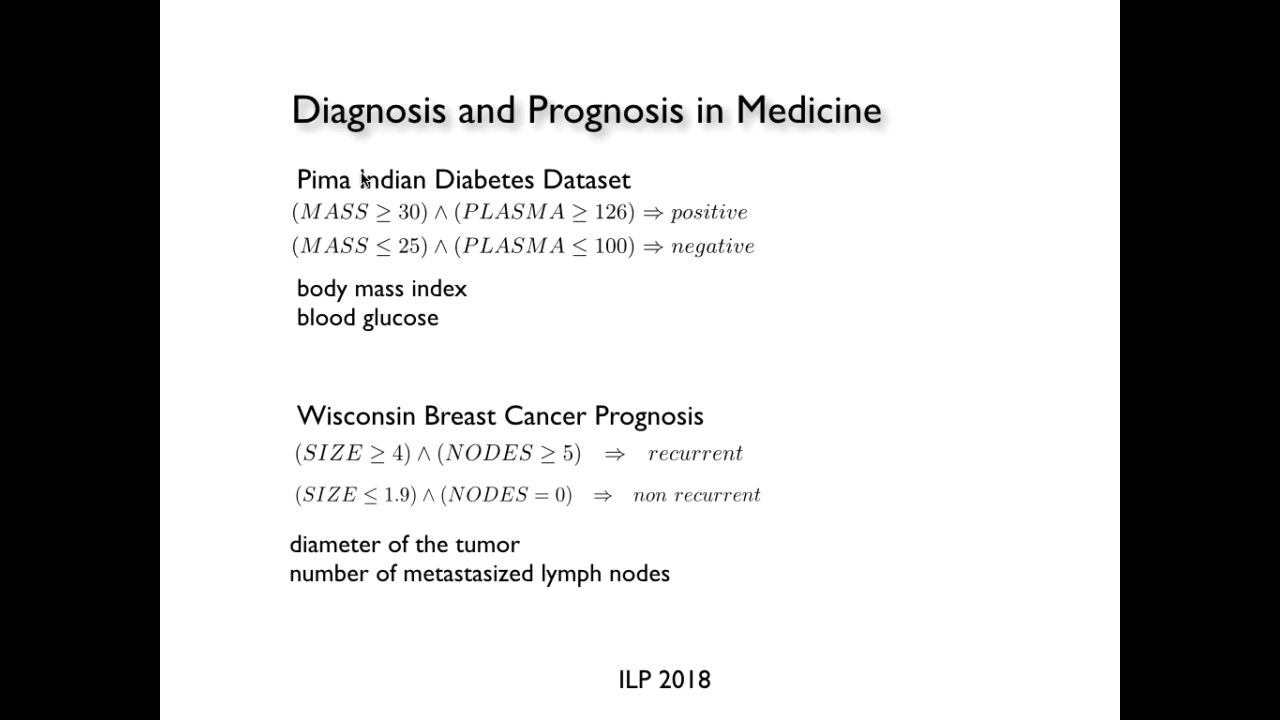 Diagnosis and Prognosis in Medicine
Pima Indian Diabetes Dataset
(MASS ≥ 30) ∧ (PLASMA ≥ 126) ⇒ positive
(MASS ≤ 25) ∧ (PLASMA ≤ 100) ⇒ negative
body mass index
blood glucose
Wisconsin Breast Cancer Prognosis
(SIZE ≥ 4) ∧ (NODES ≥ 5) ⇒ recurrent
(SIZE ≤ 1.9) ∧ (NODES = 0) ⇒ non recurrent
diameter of the tumor
number of metastasized lymph nodes
ILP 2018